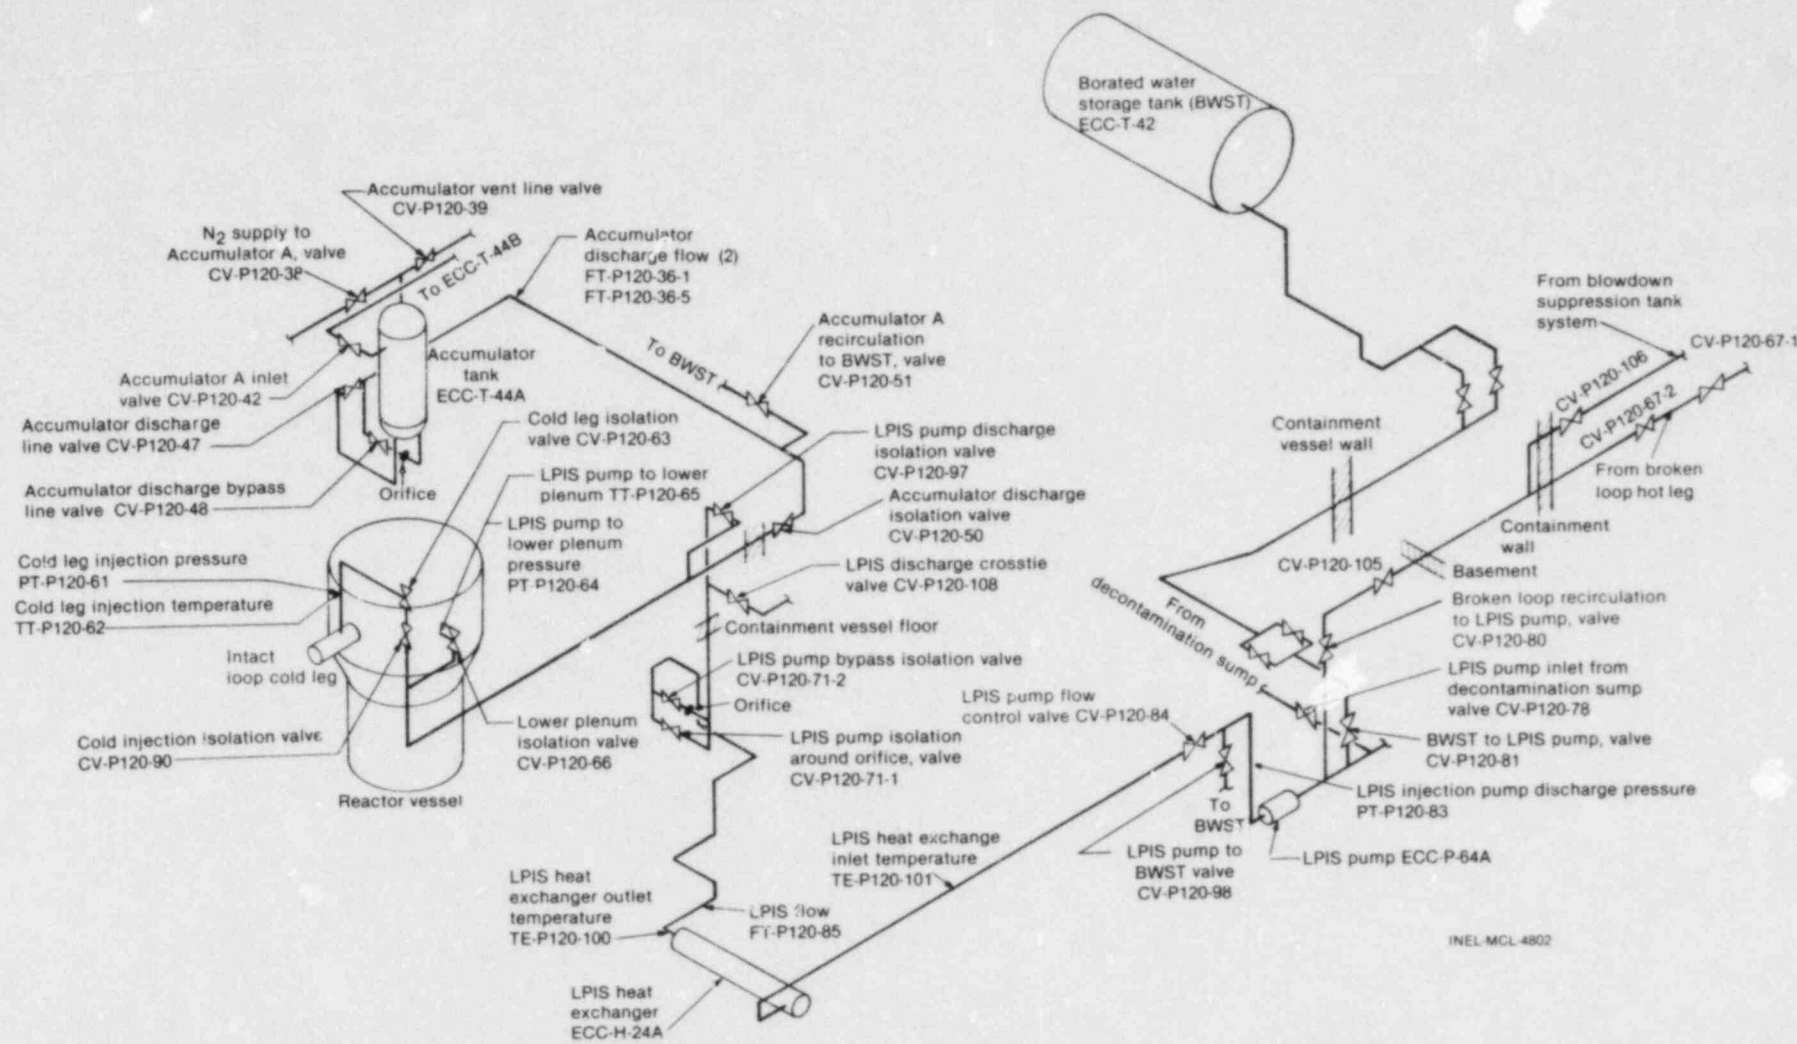 Borated water
storage tank (BWST)
ECC-T-42
Accumulator vent line valve
CV-P120-39
N2 supply to
Accumulator A, valve
CV-P120-38
To ECC-T-44B
Accumulator
discharge flow (2)
FT-P120-36-1
FT-P120-36-5
Accumulator A inlet
valve CV-P120-42
Accumulator
tank
ECC-T-44A
To BWST
Accumulator A
recirculation
to BWST, valve
CV-P120-51
From blowdown
suppression tank
system
CV-P120-67-1
CV-P120-106
CV-P120-67-2
From broken
loop hot leg
Containment
wall
Containment
vessel wall
Accumulator discharge
line valve CV-P120-47
Accumulator discharge bypass
line valve CV-P120-48
Orifice
Cold leg isolation
valve CV-P120-63
LPIS pump to lower
plenum TT-P120-65
LPIS pump to
lower plenum
pressure
PT-P120-64
LPIS pump discharge
isolation valve
CV-P120-97
Accumulator discharge
isolation valve
CV-P120-50
LPIS discharge crosstie
valve CV-P120-108
Containment vessel floor
Cold leg injection pressure
PT-P120-61
Cold leg injection temperature
TT-P120-62
Intact
loop cold leg
Cold injection isolation valve
CV-P120-90
Reactor vessel
Lower plenum
isolation valve
CV-P120-66
LPIS pump bypass isolation valve
CV-P120-71-2
Orifice
LPIS pump isolation
around orifice, valve
CV-P120-71-1
CV-P120-105
Basement
From
decontamination sump
Broken loop recirculation
to LPIS pump, valve
CV-P120-80
LPIS pump inlet from
decontamination sump
valve CV-P120-78
BWST to LPIS pump, valve
CV-P120-81
LPIS injection pump discharge pressure
PT-P120-83
LPIS pump ECC-P-64A
LPIS pump flow
control valve CV-P120-84
To
BWST
LPIS pump to
BWST valve
CV-P120-98
LPIS heat exchange
inlet temperature
TE-P120-101
LPIS heat
exchanger outlet
temperature
TE-P120-100
LPIS flow
FT-P120-85
LPIS heat
exchanger
ECC-H-24A
INEL-MCL-4802